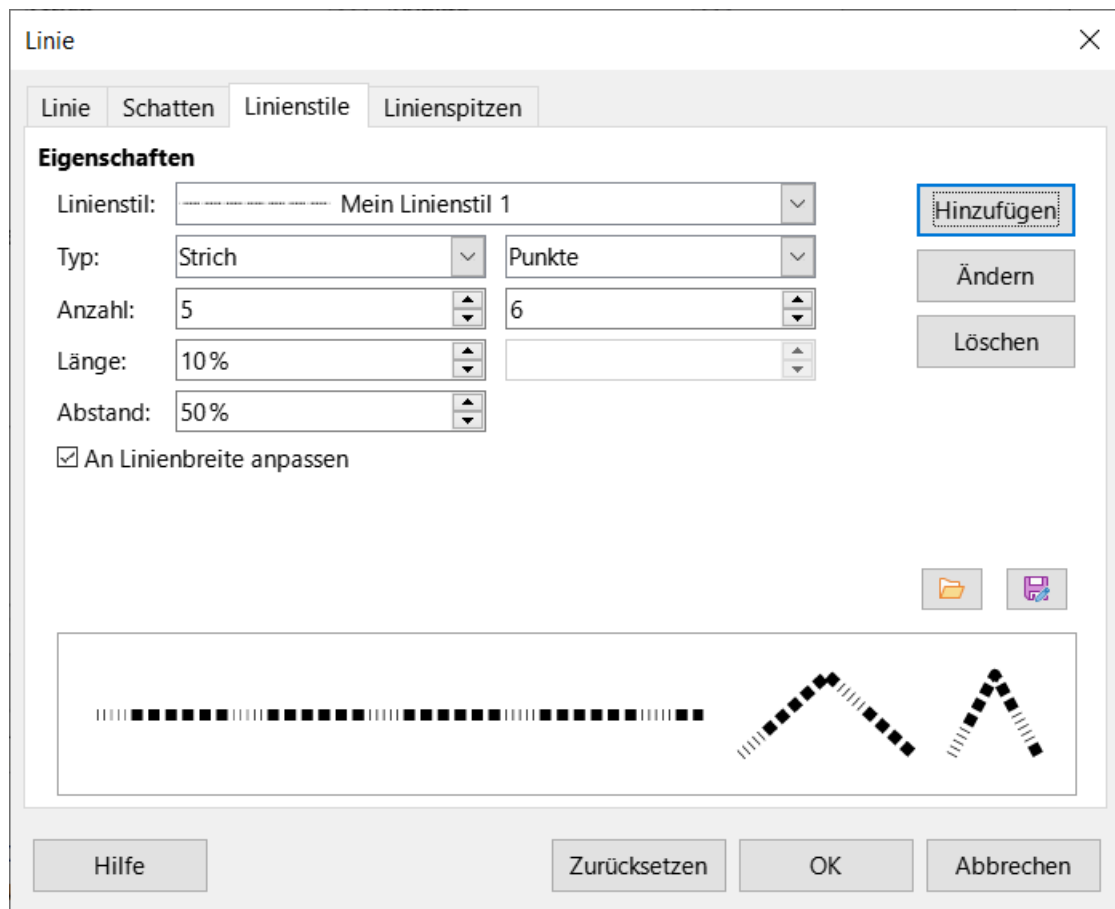 Linie
Linie Schatten Linienstile Linienspitzen
Eigenschaften
Linienstil: Mein Linienstil 1 Hinzufügen
Typ: Strich Punkte
Ändern
Anzahl: 5 6
Löschen
Länge: 10%
Abstand: 50%
An Linienbreite anpassen
Hilfe Zurücksetzen OK Abbrechen